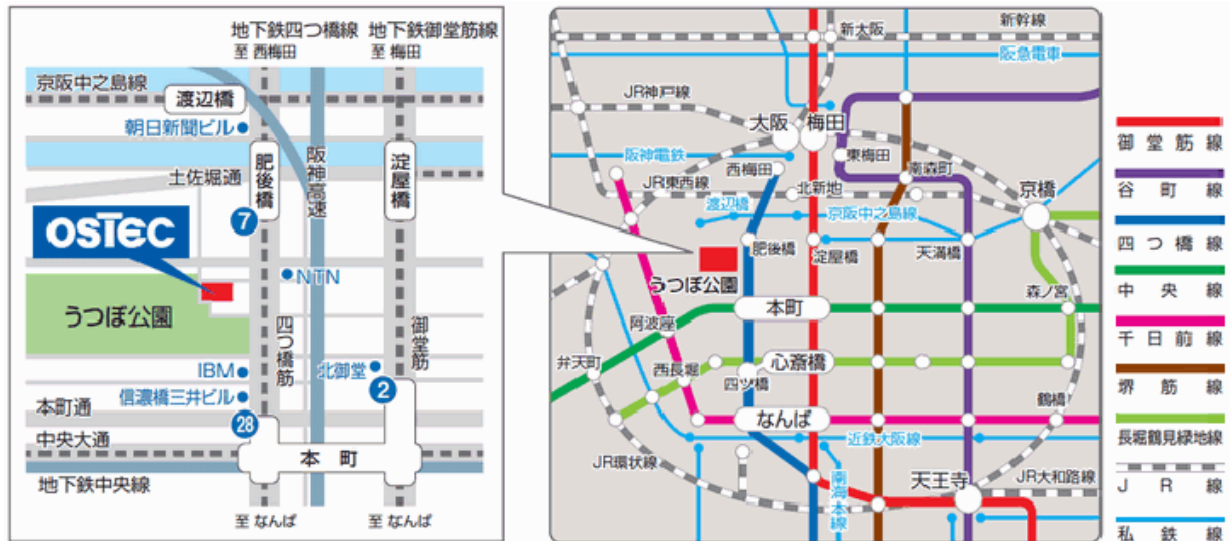 地下鉄四つ橋線
至 西梅田
地下鉄御堂筋線
至 梅田
京阪中之島線
渡辺橋
朝日新聞ビル
肥後橋
阪神高速
淀屋橋
土佐堀通
7
OSTEC
NTN
うつぼ公園
四つ橋筋
御堂筋
IBM
北御堂
2
信濃橋三井ビル
本町通
28
中央大通
本町
地下鉄中央線
至 なんば
至 なんば
新大阪
新幹線
阪急電車
JR神戸線
大阪
梅田
阪神電鉄
西梅田
東梅田
南森町
JR東西線
北新地
京橋
渡辺橋
京阪中之島線
肥後橋
淀屋橋
天満橋
うつぼ公園
森ノ宮
本町
阿波座
弁天町
西長堀
心斎橋
四ツ橋
鶴橋
なんば
近鉄大阪線
JR環状線
南海本線
天王寺
JR大和路線
御堂筋線
谷町線
四つ橋線
中央線
千日前線
堺筋線
長堀鶴見緑地線
JR線
私鉄線